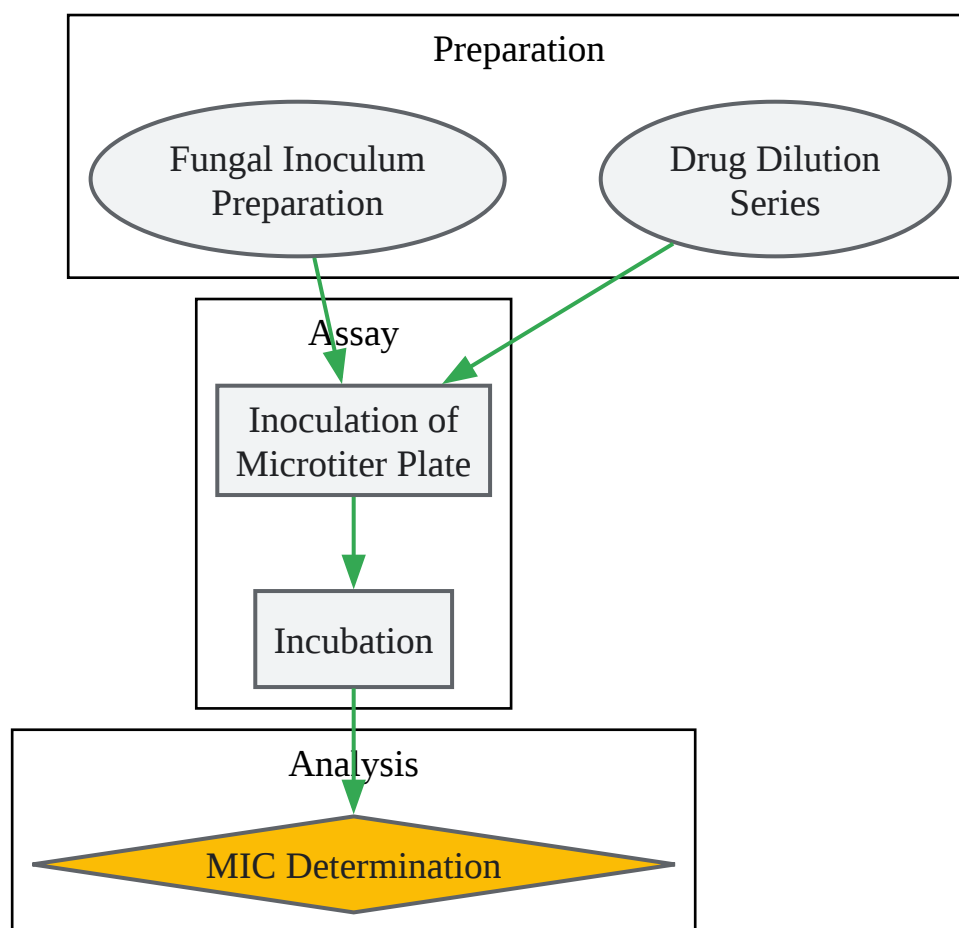 Preparation
Fungal Inoculum
Preparation
Drug Dilution
Series
Assay
Inoculation of
Microtiter Plate
Incubation
Analysis
MIC Determination